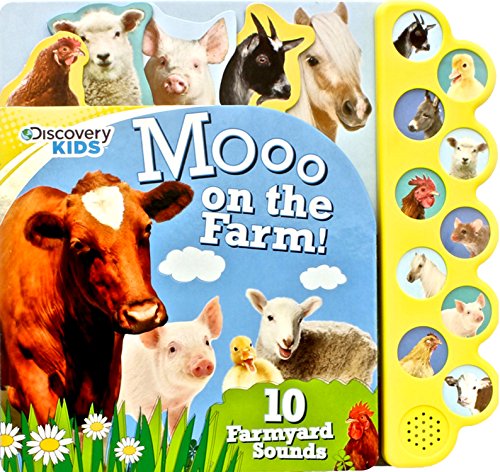 Discovery
KIDS
Mooo
on the
Farm!
10
Farmyard
Sounds